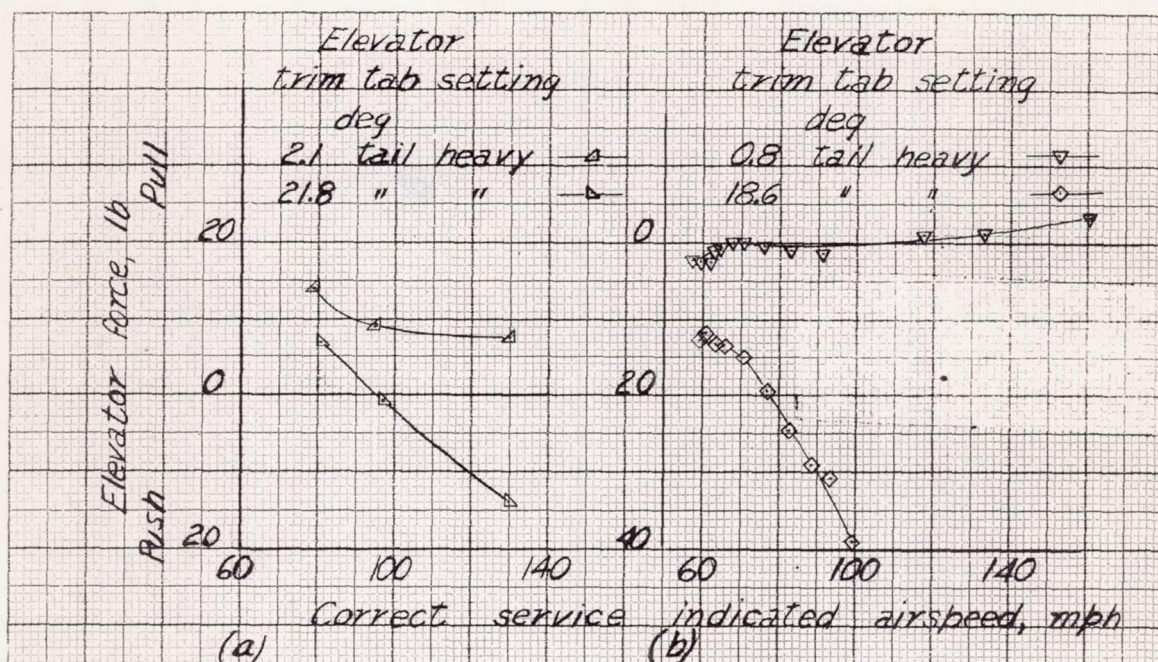 Elevator
trim tab setting
deg
2.1 tail heavy
21.8 " "
Elevator
trim tab setting
deg
0.8 tail heavy
18.6 " "
Elevator force, lb
Pull
Push
20
0
20
0
20
40
60 100 140
60 100 140
Correct service indicated airspeed, mph
(a)
(b)